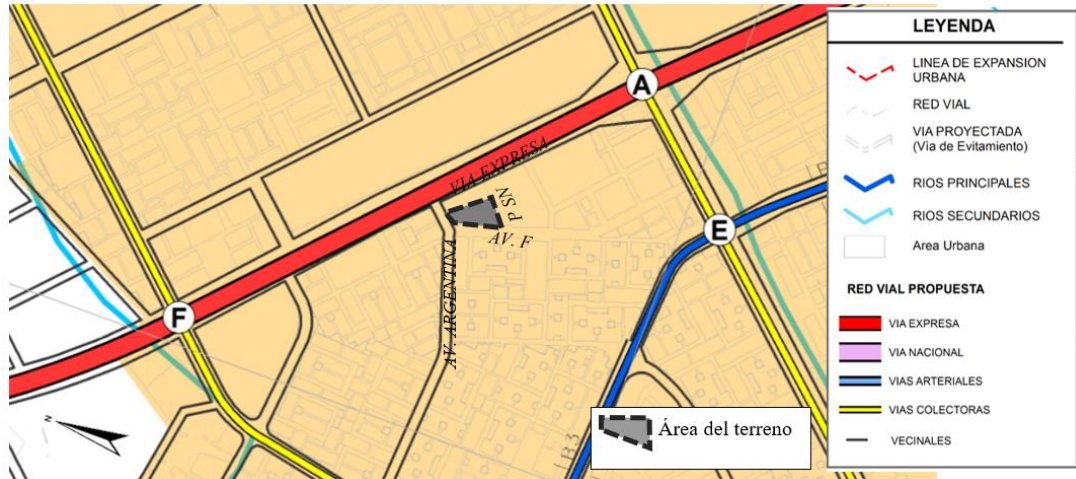 A
VIA EXPRESA
P SN
AV. F
AV. ARGENTINA
E
F
N
1B3
Área del terreno
LEYENDA
LINEA DE EXPANSION
URBANA
RED VIAL
VIA PROYECTADA
(Via de Evitamiento)
RIOS PRINCIPALES
RIOS SECUNDARIOS
Area Urbana
RED VIAL PROPUESTA
VIA EXPRESA
VIA NACIONAL
VIAS ARTERIALES
VIAS COLECTORAS
VECINALES